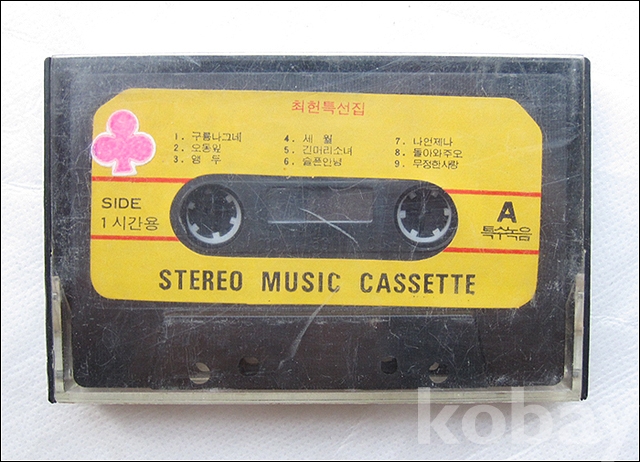 최헌특선집
1. 구름나그네 4. 세 월 7. 나언제나
2. 오동잎 5. 긴머리소녀 8. 돌아와주오
3. 앵 두 6. 슬픈안녕 9. 무정한사랑
SIDE A
1시간용 특수녹음
STEREO MUSIC CASSETTE
kobay